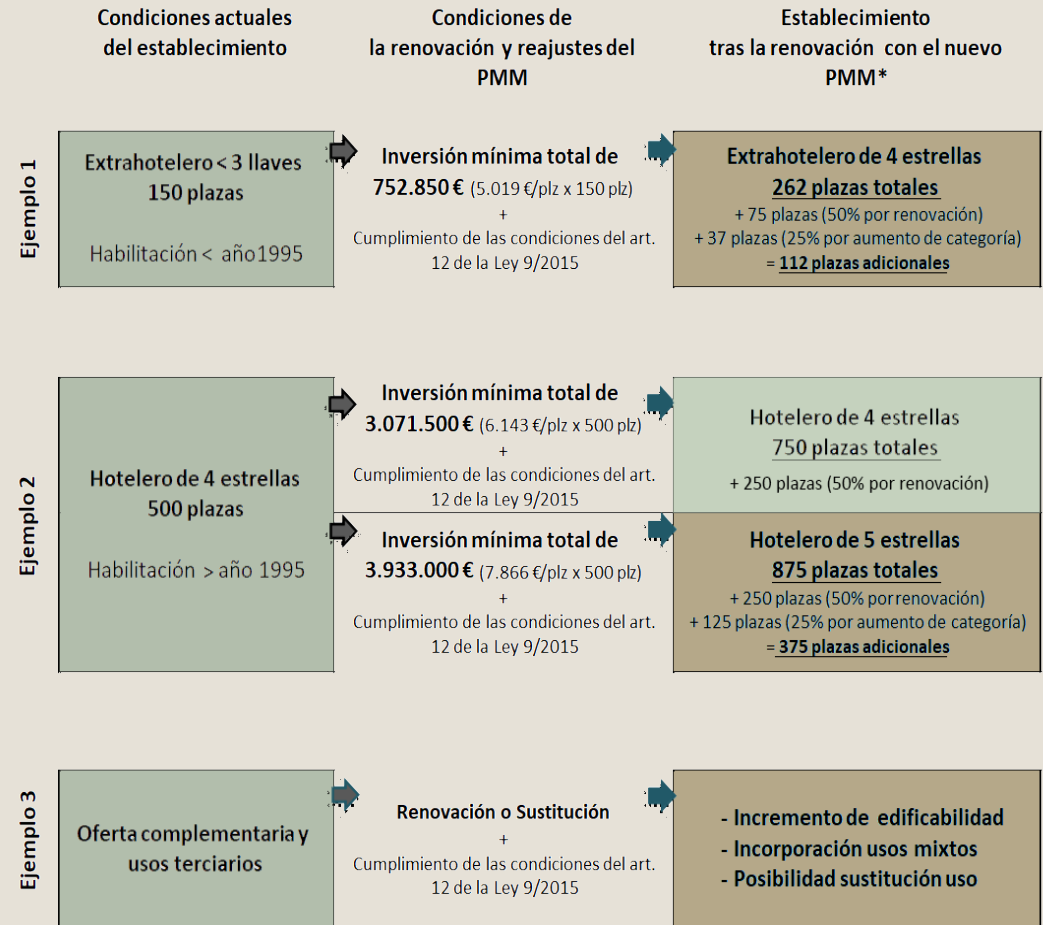 Condiciones actuales
del establecimiento
Condiciones de
la renovación y reajustes del
PMM
Establecimiento
tras la renovación con el nuevo
PMM*
Ejemplo 1
Extrahotelero < 3 llaves
150 plazas
Habilitación < año1995
Inversión mínima total de
752.850 € (5.019 €/plz x 150 plz)
+
Cumplimiento de las condiciones del art.
12 de la Ley 9/2015
Extrahotelero de 4 estrellas
262 plazas totales
+ 75 plazas (50% por renovación)
+ 37 plazas (25% por aumento de categoría)
= 112 plazas adicionales
Ejemplo 2
Hotelero de 4 estrellas
500 plazas
Habilitación > año 1995
Inversión mínima total de
3.071.500 € (6.143 €/plz x 500 plz)
+
Cumplimiento de las condiciones del art.
12 de la Ley 9/2015
Hotelero de 4 estrellas
750 plazas totales
+ 250 plazas (50% por renovación)
Inversión mínima total de
3.933.000 € (7.866 €/plz x 500 plz)
+
Cumplimiento de las condiciones del art.
12 de la Ley 9/2015
Hotelero de 5 estrellas
875 plazas totales
+ 250 plazas (50% por renovación)
+ 125 plazas (25% por aumento de categoría)
= 375 plazas adicionales
Ejemplo 3
Oferta complementaria y
usos terciarios
Renovación o Sustitución
+
Cumplimiento de las condiciones del art.
12 de la Ley 9/2015
- Incremento de edificabilidad
- Incorporación usos mixtos
- Posibilidad sustitución uso